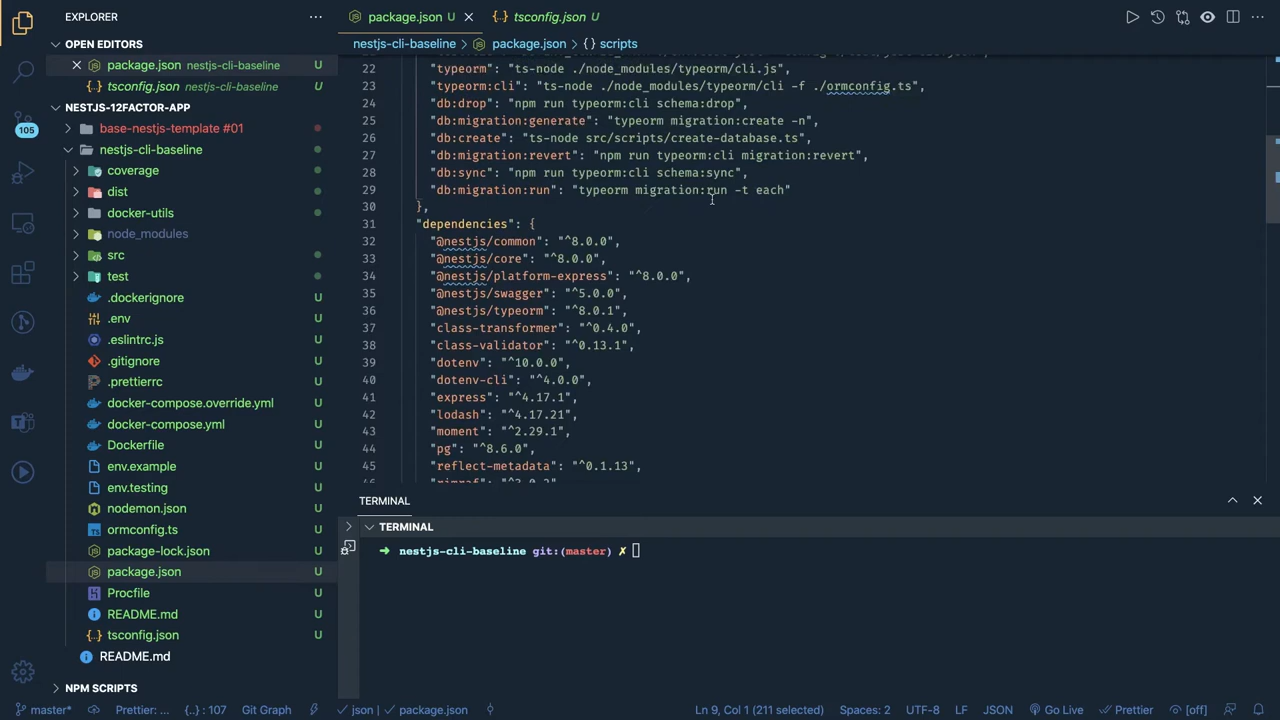 EXPLORER
OPEN EDITORS
package.json nestjs-cli-baseline U
tsconfig.json nestjs-cli-baseline U
NESTJS-12FACTOR-APP
105
base-nestjs-template #01
nestjs-cli-baseline
coverage
dist
docker-utils
node_modules
src
test
.dockerignore U
.env U
.eslintrc.js U
.gitignore U
.prettierrc U
docker-compose.override.yml U
docker-compose.yml U
Dockerfile U
env.example U
env.testing U
nodemon.json U
ormconfig.ts U
package-lock.json U
package.json U
Procfile U
README.md U
tsconfig.json U
README.md
NPM SCRIPTS
package.json U
tsconfig.json U
nestjs-cli-baseline > package.json > {} scripts
22 "typeorm": "ts-node ./node_modules/typeorm/cli.js",
23 "typeorm:cli": "ts-node ./node_modules/typeorm/cli -f ./ormconfig.ts",
24 "db:drop": "npm run typeorm:cli schema:drop",
25 "db:migration:generate": "typeorm migration:create -n",
26 "db:create": "ts-node src/scripts/create-database.ts",
27 "db:migration:revert": "npm run typeorm:cli migration:revert",
28 "db:sync": "npm run typeorm:cli schema:sync",
29 "db:migration:run": "typeorm migration:run -t each"
30 },
31 "dependencies": {
32 "@nestjs/common": "^8.0.0",
33 "@nestjs/core": "^8.0.0",
34 "@nestjs/platform-express": "^8.0.0",
35 "@nestjs/swagger": "^5.0.0",
36 "@nestjs/typeorm": "^8.0.1",
37 "class-transformer": "^0.4.0",
38 "class-validator": "^0.13.1",
39 "dotenv": "^10.0.0",
40 "dotenv-cli": "^4.0.0",
41 "express": "^4.17.1",
42 "lodash": "^4.17.21",
43 "moment": "^2.29.1",
44 "pg": "^8.6.0",
45 "reflect-metadata": "^0.1.13",
TERMINAL
TERMINAL
→ nestjs-cli-baseline git:(master) ✗
master* Prettier: ... {..} : 107 Git Graph json package.json Ln 9, Col 1 (211 selected) Spaces: 2 UTF-8 LF JSON Go Live Prettier [off]